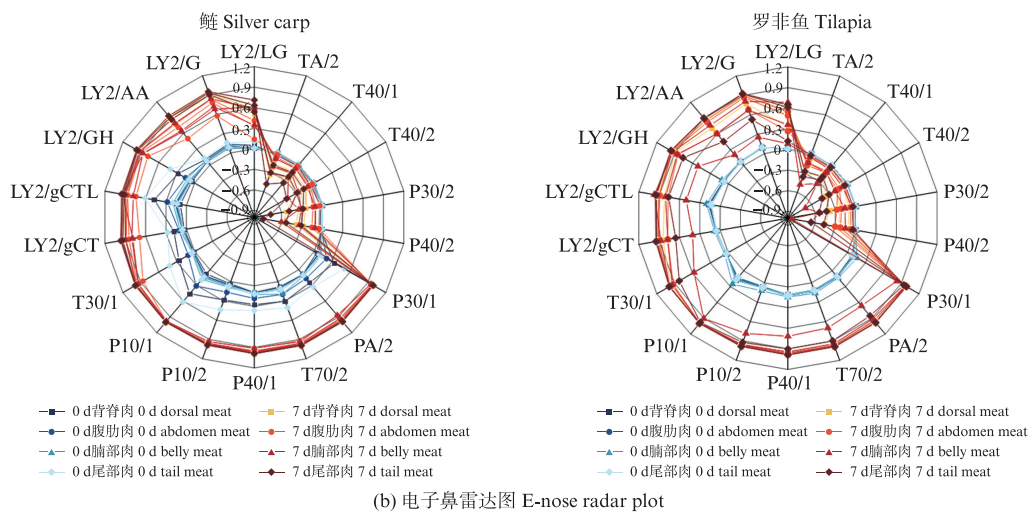 鲢 Silver carp
LY2/LG
LY2/G
TA/2
LY2/AA
T40/1
LY2/GH
T40/2
LY2/gCTL
P30/2
LY2/gCT
P40/2
T30/1
P30/1
P10/1
PA/2
P10/2
T70/2
P40/1
1.2
0.9
0.6
0.3
0
−0.3
−0.6
−0.9
0 d背脊肉 0 d dorsal meat
0 d腹肋肉 0 d abdomen meat
0 d腩部肉 0 d belly meat
0 d尾部肉 0 d tail meat
7 d背脊肉 7 d dorsal meat
7 d腹肋肉 7 d abdomen meat
7 d腩部肉 7 d belly meat
7 d尾部肉 7 d tail meat
罗非鱼 Tilapia
LY2/LG
LY2/G
TA/2
LY2/AA
T40/1
LY2/GH
T40/2
LY2/gCTL
P30/2
LY2/gCT
P40/2
T30/1
P30/1
P10/1
PA/2
P10/2
T70/2
P40/1
1.2
0.9
0.6
0.3
0
−0.3
−0.6
−0.9
0 d背脊肉 0 d dorsal meat
0 d腹肋肉 0 d abdomen meat
0 d腩部肉 0 d belly meat
0 d尾部肉 0 d tail meat
7 d背脊肉 7 d dorsal meat
7 d腹肋肉 7 d abdomen meat
7 d腩部肉 7 d belly meat
7 d尾部肉 7 d tail meat
(b) 电子鼻雷达图 E-nose radar plot